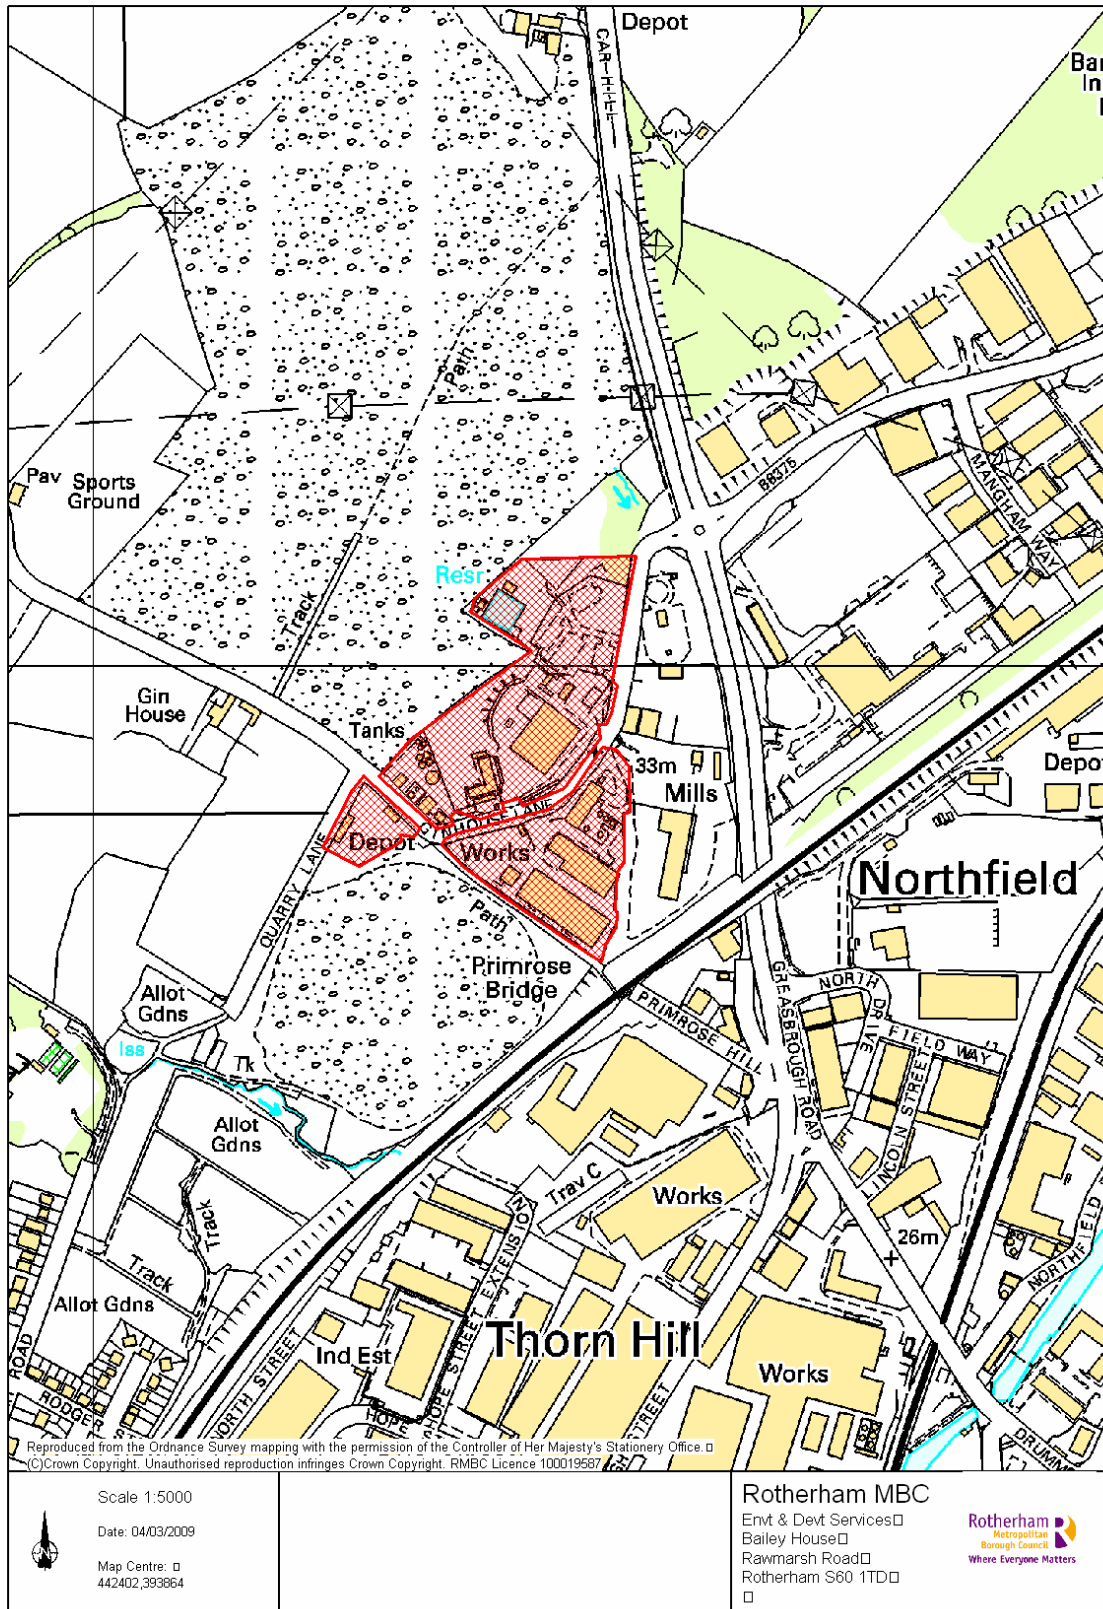 Depot
CAR HILL
Bar
In
Path
B6376
MANGHAM WAY
Pav Sports
Ground
Resr
Track
Gin
House
Tanks
33m
Mills
Depo
GINHOUSE LANE
Depot
Works
QUARRY LANE
Northfield
Path
Primrose
Bridge
PRIMROSE HILL
GREASBROUGH ROAD
NORTH DRIVE
FIELD WAY
LINCOLN STREET
Allot
Gdns
Iss
Tk
Allot
Gdns
Trav C
Works
Track
Track
26m
NORTHFIELD
Allot Gdns
ROAD
RODGE
NORTH STREET
Ind Est
HOPE STREET EXTENSION
Thorn Hill
STREET
Works
HOP
DRUMM
Reproduced from the Ordnance Survey mapping with the permission of the Controller of Her Majesty's Stationery Office.
(C)Crown Copyright. Unauthorised reproduction infringes Crown Copyright. RMBC Licence 100019587
Scale 1:5000
Date: 04/03/2009
Map Centre:
442402,393864
N
Rotherham MBC
Envt & Devt Services
Bailey House
Rawmarsh Road
Rotherham S60 1TD
Rotherham
Metropolitan
Borough Council
Where Everyone Matters